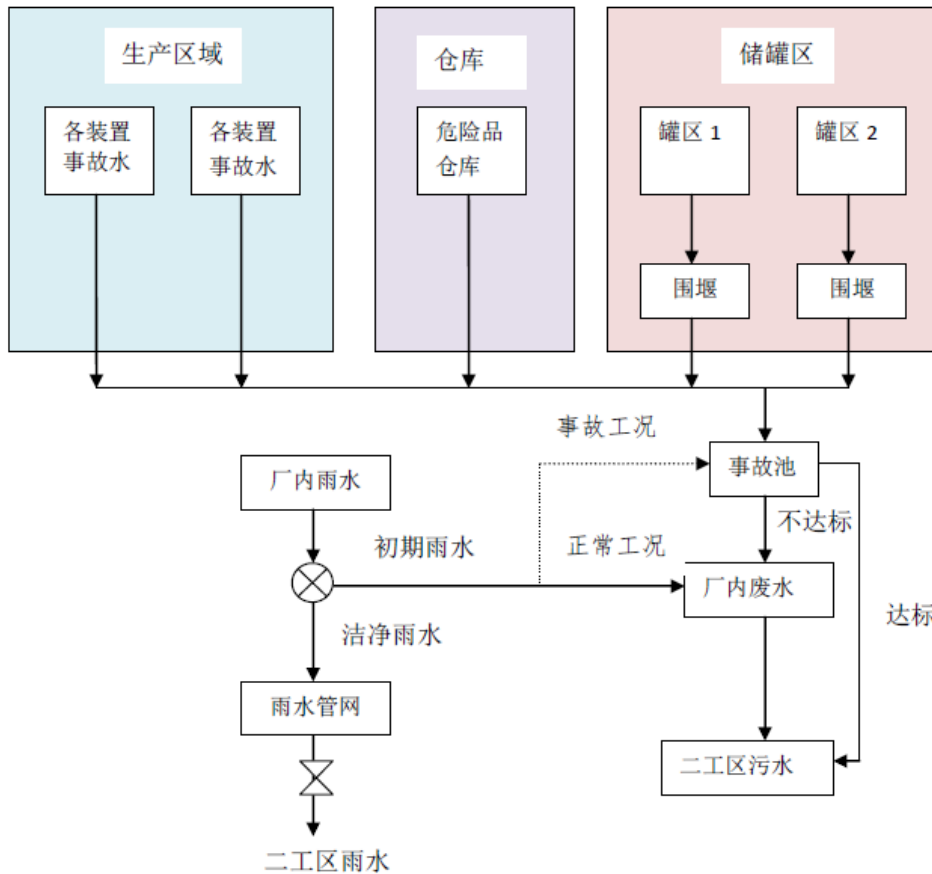 生产区域
仓库
储罐区
各装置
事故水
各装置
事故水
危险品
仓库
罐区 1
罐区 2
围堰
围堰
事故工况
厂内雨水
事故池
不达标
初期雨水
正常工况
厂内废水
达标
洁净雨水
雨水管网
二工区污水
二工区雨水